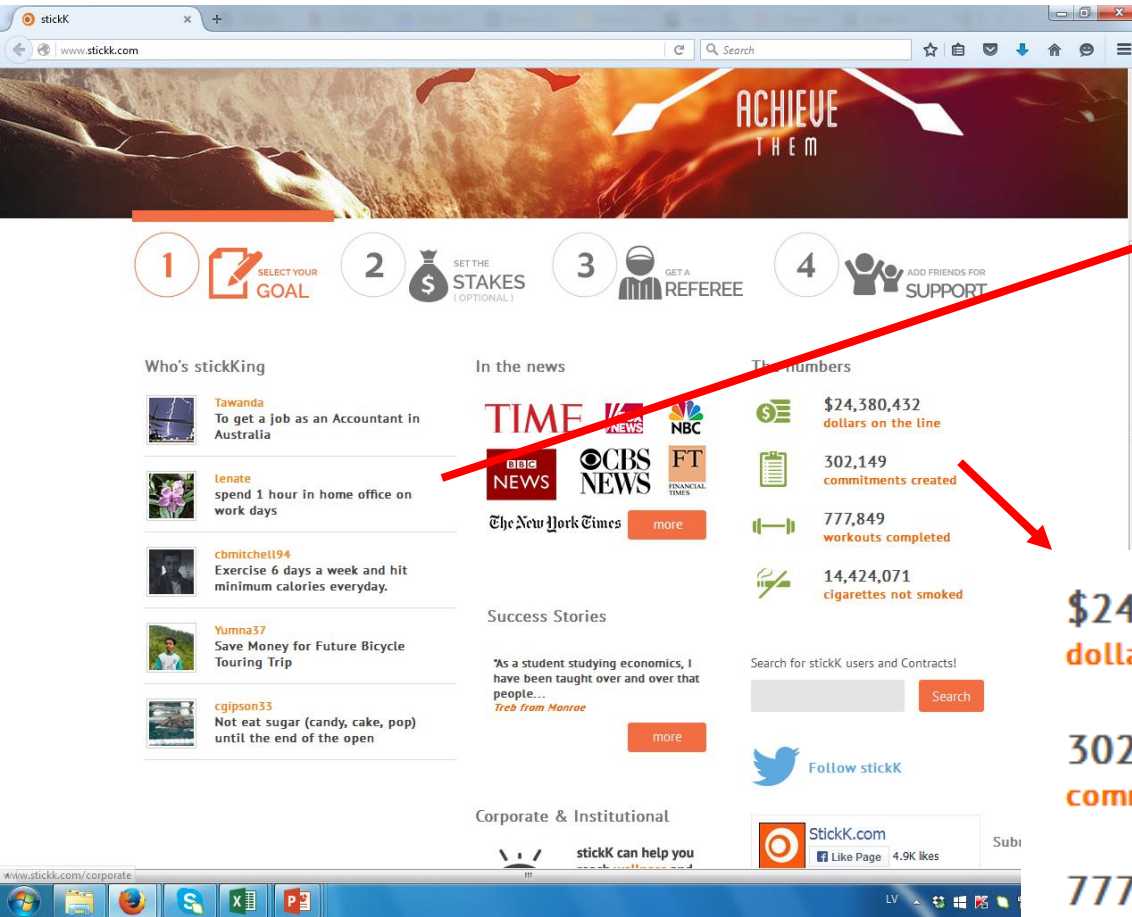 stickK
www.stickk.com
Search
ACHIEVE
THEM
1
SELECT YOUR
GOAL
2
SET THE
STAKES
(OPTIONAL)
3
GET A
REFEREE
4
ADD FRIENDS FOR
SUPPORT
Who's stickKing
Tawanda
To get a job as an Accountant in
Australia
lenate
spend 1 hour in home office on
work days
cbmitchell94
Exercise 6 days a week and hit
minimum calories everyday.
Yumna37
Save Money for Future Bicycle
Touring Trip
cgipson33
Not eat sugar (candy, cake, pop)
until the end of the open
In the news
TIME
NEWS
NBC
BBC
NEWS
CBS
NEWS
FT
FINANCIAL
TIMES
The New York Times
more
Success Stories
"As a student studying economics, I
have been taught over and over that
people...
Treb from Monroe
more
Corporate & Institutional
stickK can help you
The numbers
$24,380,432
dollars on the line
302,149
commitments created
777,849
workouts completed
14,424,071
cigarettes not smoked
Search for stickK users and Contracts!
Search
Follow stickK
StickK.com
Like Page 4.9K likes
www.stickk.com/corporate
LV
$24
302
777